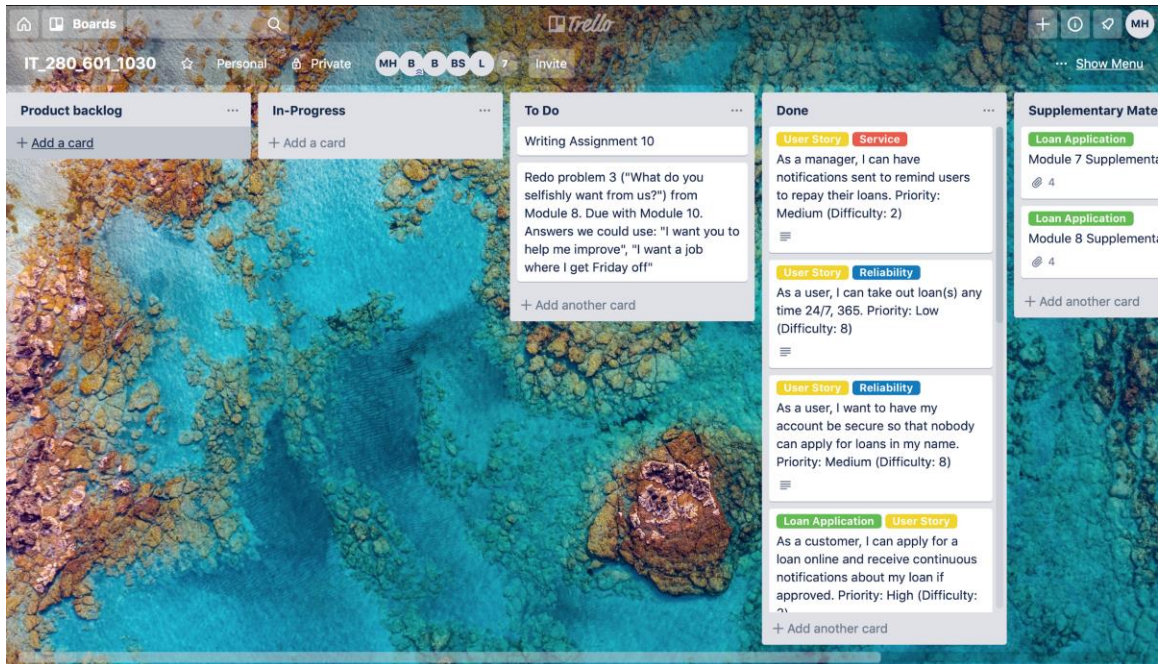 Boards
Trello
MH
IT_280_601_1030
Personal
Private
MH B B BS L 7
Invite
... Show Menu
Product backlog
+ Add a card
In-Progress
+ Add a card
To Do
Writing Assignment 10
Redo problem 3 ("What do you
selfishly want from us?") from
Module 8. Due with Module 10.
Answers we could use: "I want you to
help me improve", "I want a job
where I get Friday off"
+ Add another card
Done
User Story Service
As a manager, I can have
notifications sent to remind users
to repay their loans. Priority:
Medium (Difficulty: 2)
User Story Reliability
As a user, I can take out loan(s) any
time 24/7, 365. Priority: Low
(Difficulty: 8)
User Story Reliability
As a user, I want to have my
account be secure so that nobody
can apply for loans in my name.
Priority: Medium (Difficulty: 8)
Loan Application User Story
As a customer, I can apply for a
loan online and receive continuous
notifications about my loan if
approved. Priority: High (Difficulty:
+ Add another card
Supplementary Mate
Loan Application
Module 7 Supplementa
4
Loan Application
Module 8 Supplementa
4
+ Add another card